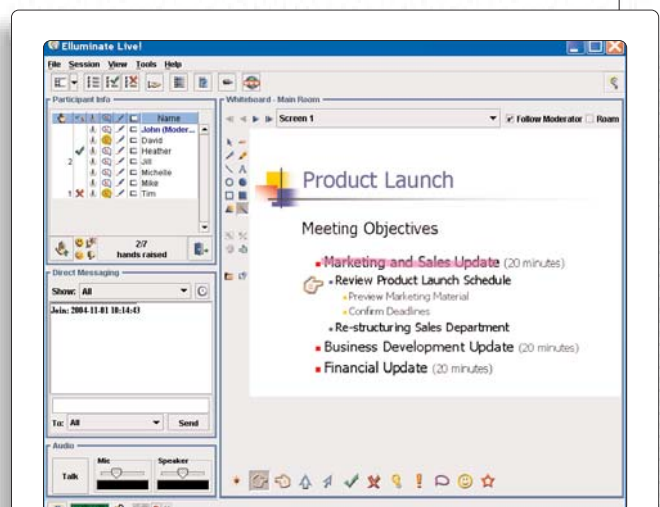 Elluminate Live!
File Session View Tools Help
Participant Info
Name
John (Moder...
David
Heather
2 Jill
Michelle
Mike
1 Tim
2/7
hands raised
Direct Messaging
Show: All
Join: 2004-11-01 10:14:43
To: All Send
Audio
Mic Speaker
Talk
Whiteboard - Main Room
Screen 1 Follow Moderator Roam
Product Launch
Meeting Objectives
Marketing and Sales Update (20 minutes)
Review Product Launch Schedule
Preview Marketing Material
Confirm Deadlines
Re-structuring Sales Department
Business Development Update (20 minutes)
Financial Update (20 minutes)